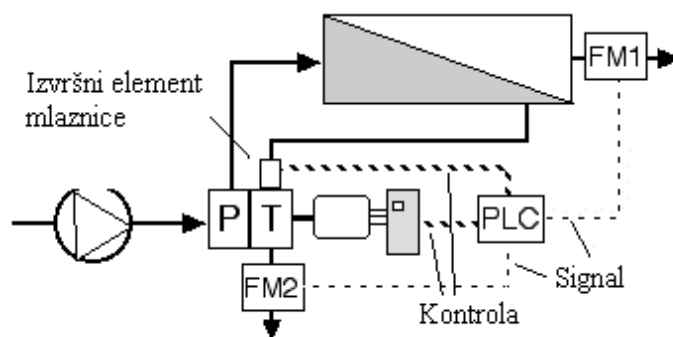 FM1
Izvršni element
mlaznice
P
T
PLC
FM2
Signal
Kontrola